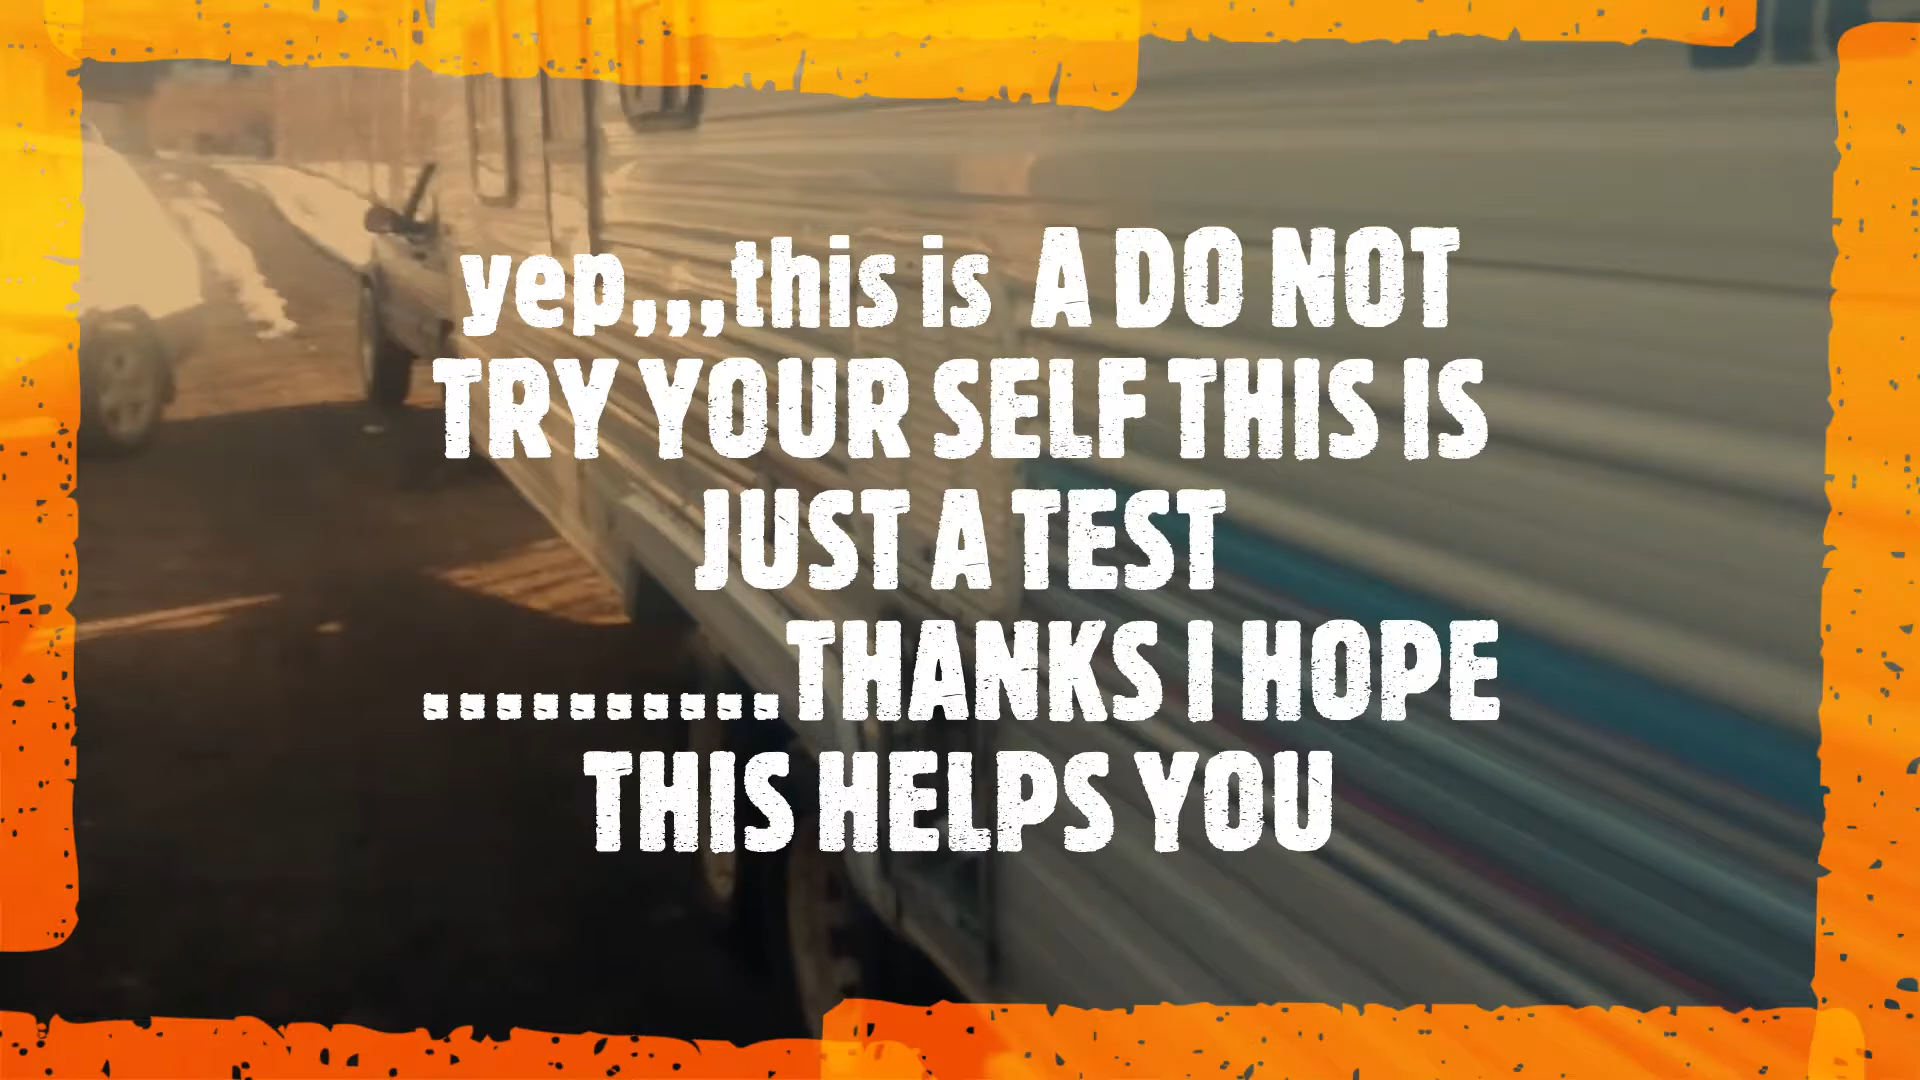 yep,,,this is A DO NOT
TRY YOUR SELF THIS IS
JUST A TEST
..........THANKS I HOPE
THIS HELPS YOU